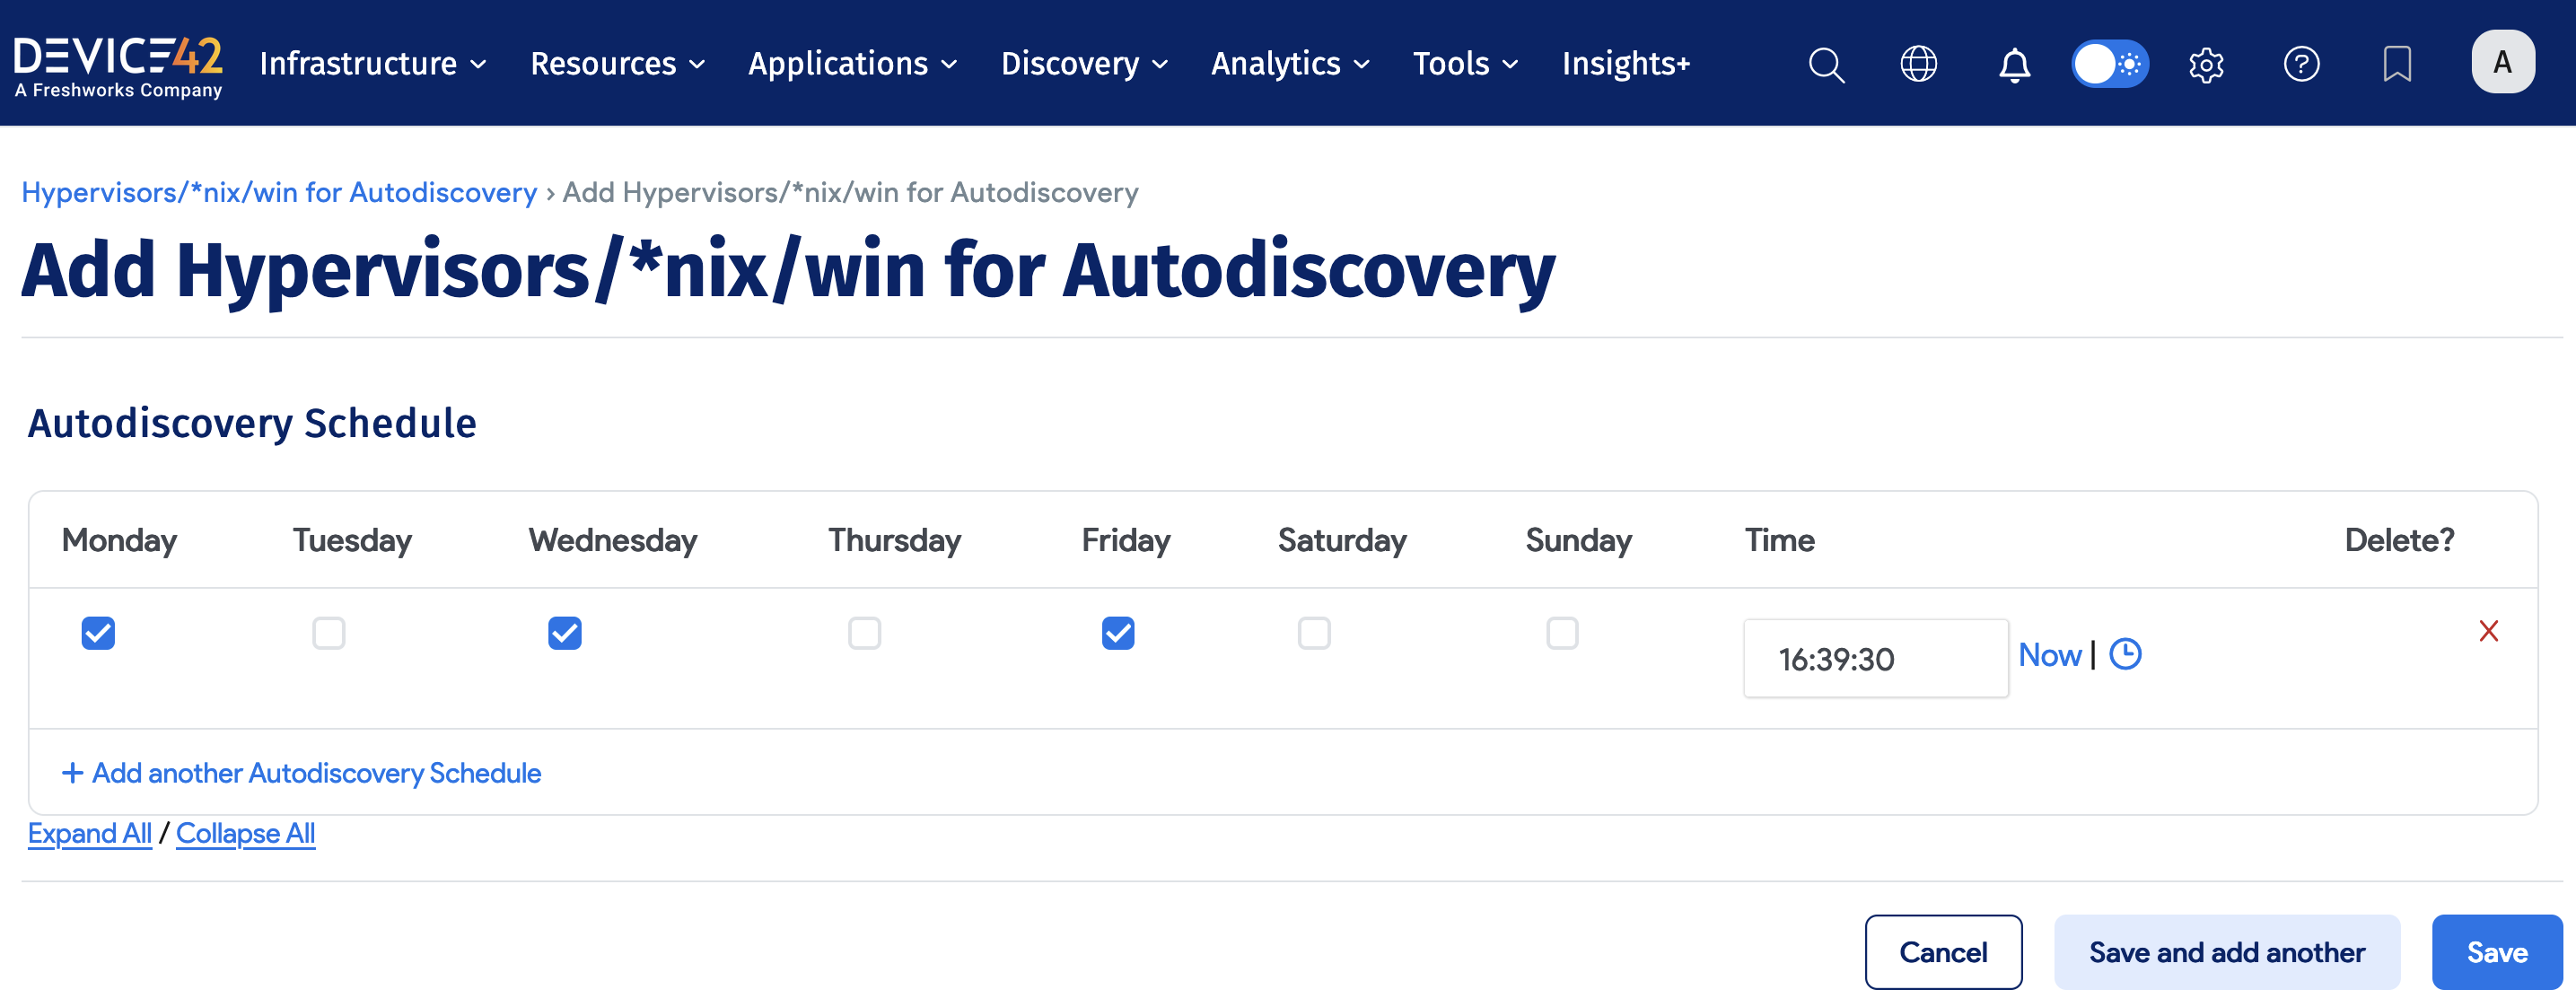 DEVICE42
A Freshworks Company
Infrastructure Resources Applications Discovery Analytics Tools Insights+
A
Hypervisors/*nix/win for Autodiscovery › Add Hypervisors/*nix/win for Autodiscovery
Add Hypervisors/*nix/win for Autodiscovery
Autodiscovery Schedule
Monday Tuesday Wednesday Thursday Friday Saturday Sunday Time Delete?
16:39:30 Now |
+ Add another Autodiscovery Schedule
Expand All / Collapse All
Cancel Save and add another Save